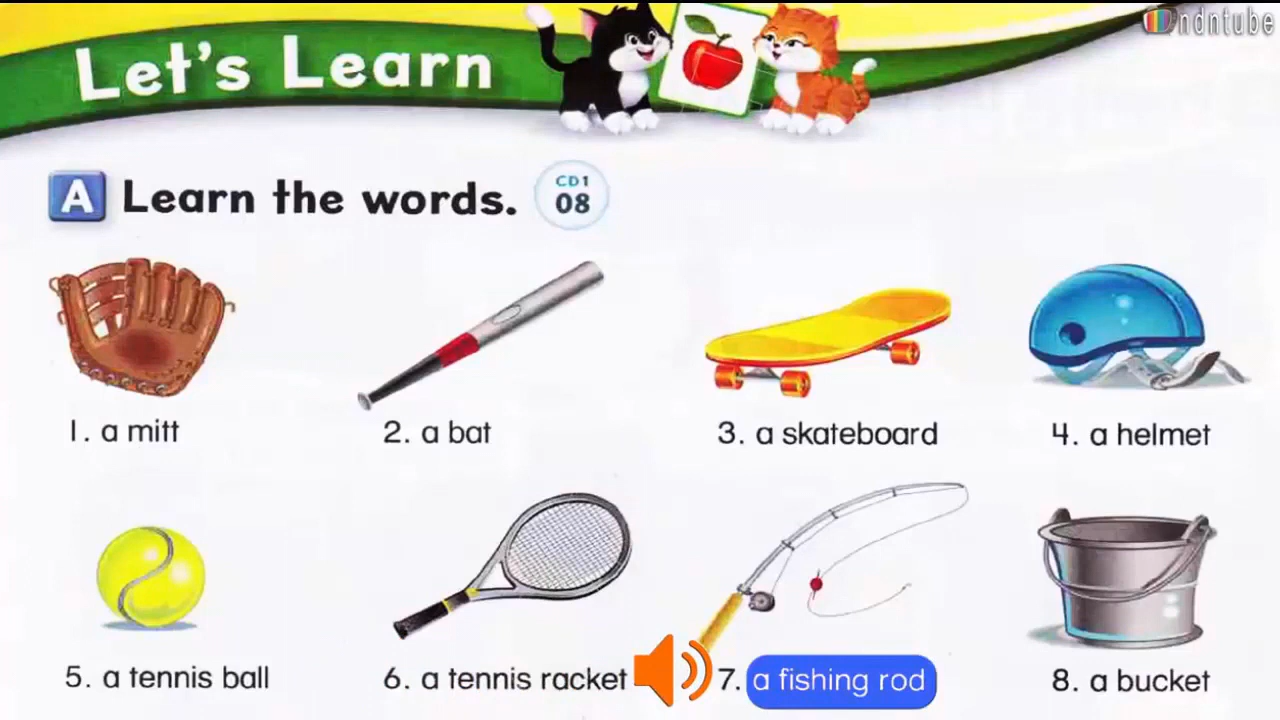 ndntube
Let's Learn
A Learn the words. CD1 08
1. a mitt
2. a bat
3. a skateboard
4. a helmet
5. a tennis ball
6. a tennis racket
7. a fishing rod
8. a bucket